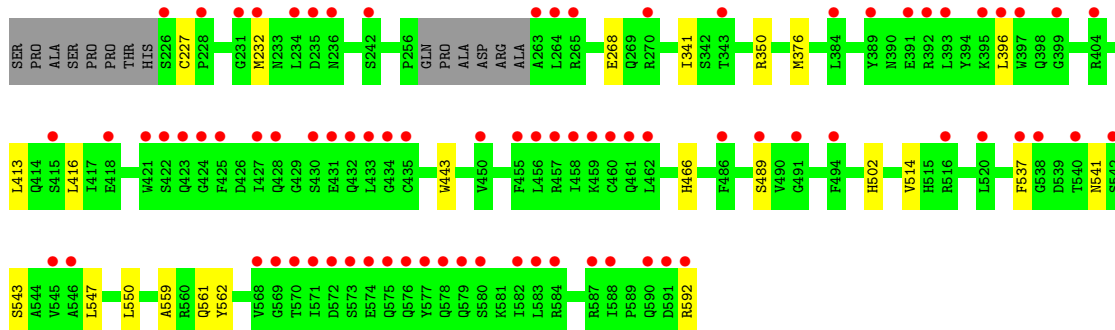 SER PRO ALA SER PRO PRO THR HIS S226 C227 P228 G231 M232 N233 L234 D235 N236 S242 P256 GLN PRO ALA ASP ARG ALA A263 L264 R265 E268 Q269 R270 I341 S342 T343 R350 M376 L384 Y389 N390 E391 R392 L393 Y394 K395 L396 W397 Q398 G399 R404
L413 Q414 S415 L416 I417 E418 W421 S422 Q423 G424 F425 D426 I427 Q428 G429 S430 E431 Q432 L433 G434 C435 W443 V450 F455 L456 R457 I458 K459 C460 Q461 L462 H466 F486 S489 V490 G491 F494 H502 V514 H515 R516 L520 F537 G538 D539 T540 N541 S542
S543 A544 V545 A546 L547 L550 A559 R560 Q561 Y562 V568 G569 T570 I571 D572 S573 E574 Q575 Q576 Y577 Q578 Q579 S580 K581 I582 L583 R584 R587 I588 P589 Q590 D591 R592